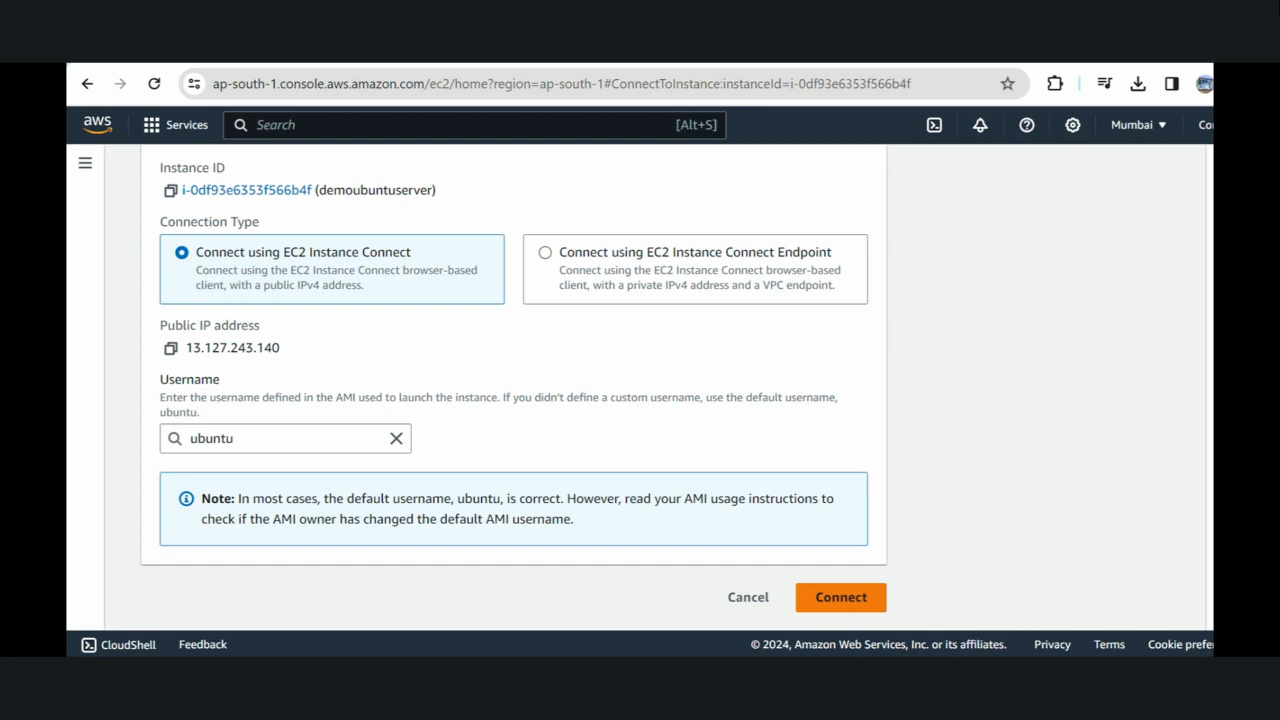 ap-south-1.console.aws.amazon.com/ec2/home?region=ap-south-1#ConnectToInstance:instanceId=i-0df93e6353f566b4f
aws Services Search [Alt+S] Mumbai ▼ Co
Instance ID
i-0df93e6353f566b4f (demoubuntuserver)
Connection Type
Connect using EC2 Instance Connect
Connect using the EC2 Instance Connect browser-based
client, with a public IPv4 address.
Connect using EC2 Instance Connect Endpoint
Connect using the EC2 Instance Connect browser-based
client, with a private IPv4 address and a VPC endpoint.
Public IP address
13.127.243.140
Username
Enter the username defined in the AMI used to launch the instance. If you didn't define a custom username, use the default username,
ubuntu.
ubuntu
Note: In most cases, the default username, ubuntu, is correct. However, read your AMI usage instructions to
check if the AMI owner has changed the default AMI username.
Cancel Connect
CloudShell Feedback © 2024, Amazon Web Services, Inc. or its affiliates. Privacy Terms Cookie prefe